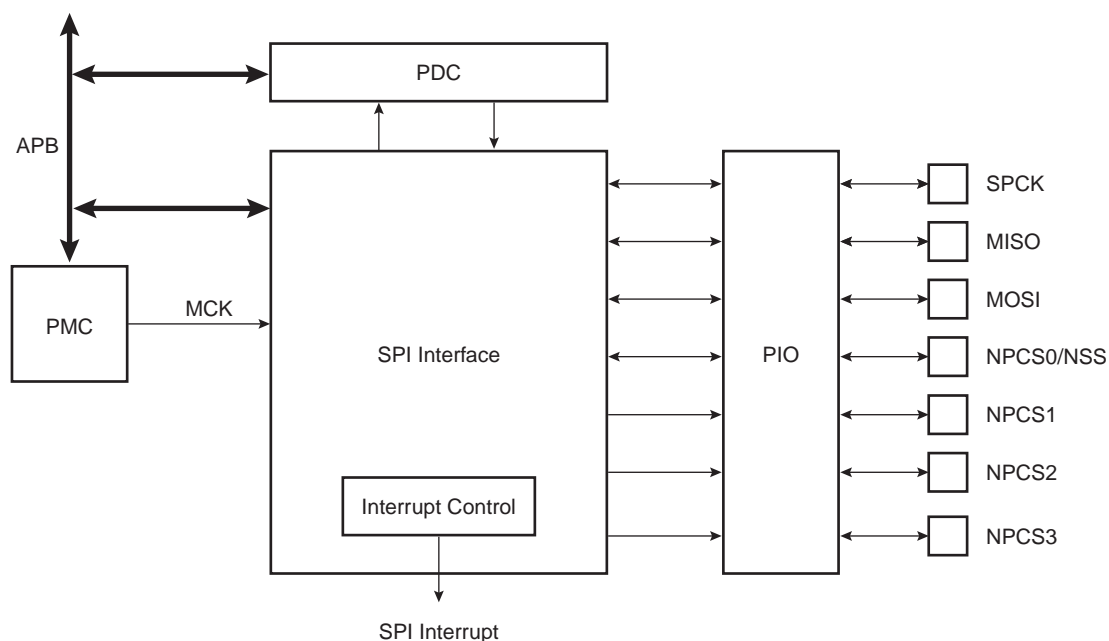 PDC
APB
SPCK
MISO
MOSI
MCK
PMC
SPI Interface
PIO
NPCS0/NSS
NPCS1
NPCS2
Interrupt Control
NPCS3
SPI Interrupt